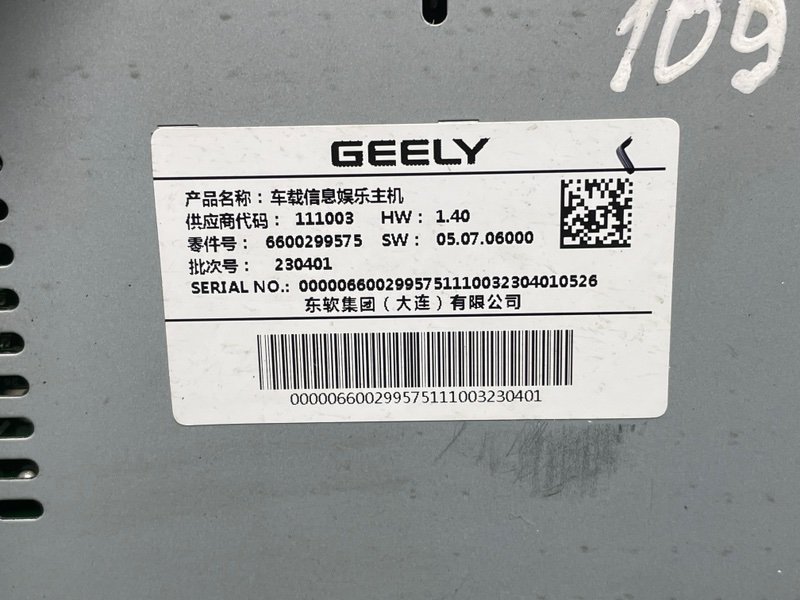 109
GEELY
产品名称：车载信息娱乐主机
供应商代码： 111003 HW： 1.40
零件号： 6600299575 SW： 05.07.06000
批次号： 230401
SERIAL NO.: 0000066002995751110032304010526
东软集团（大连）有限公司
000006600299575111003230401